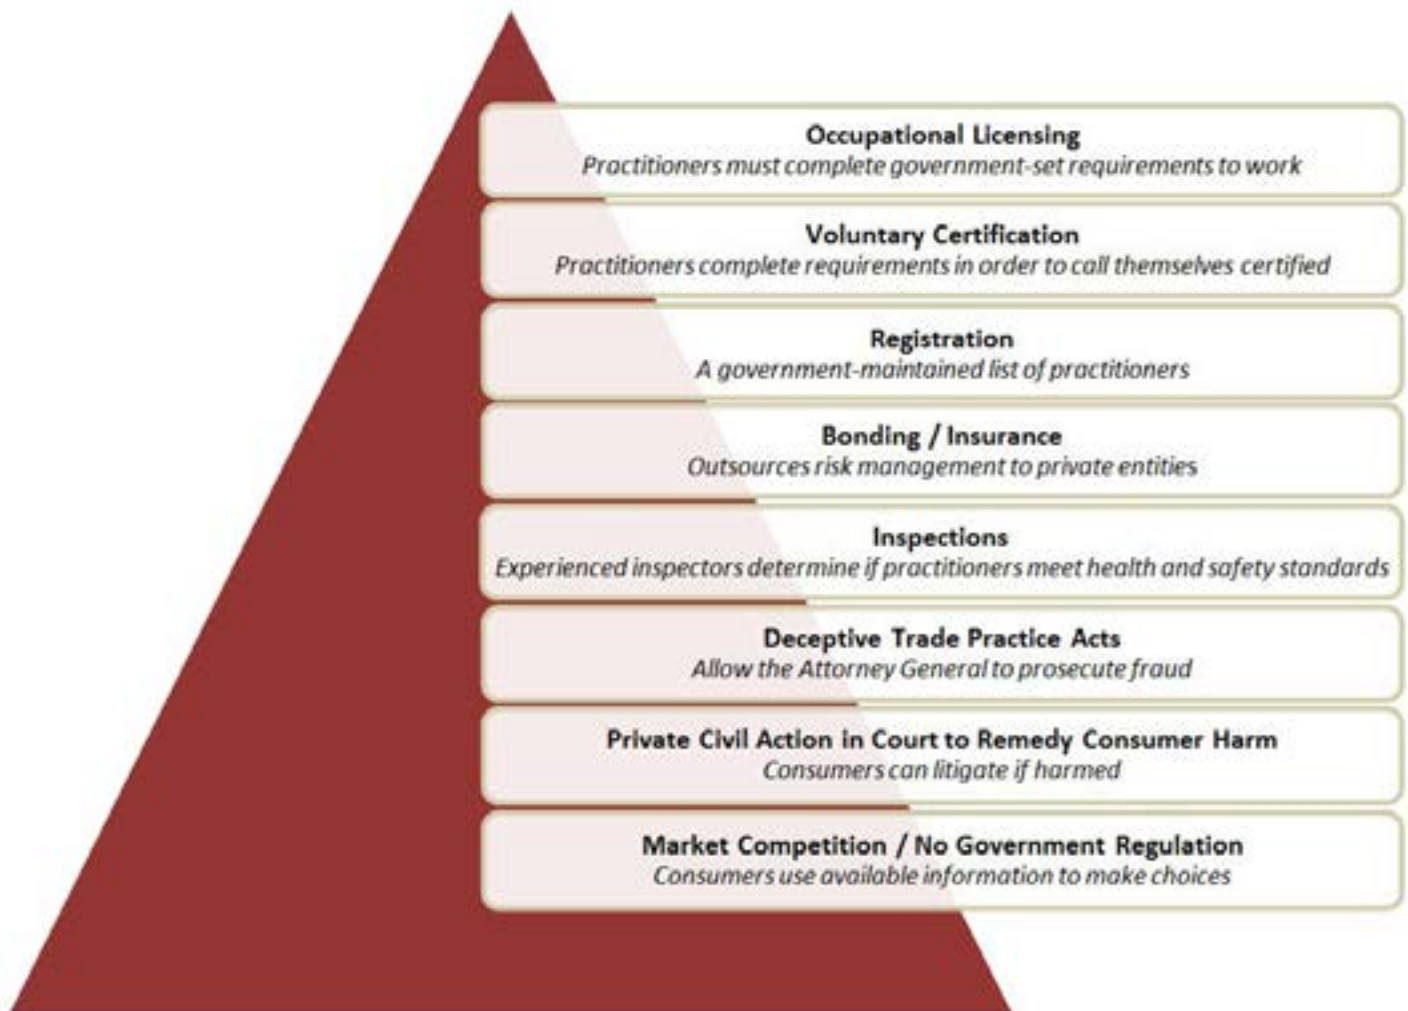 Occupational Licensing
Practitioners must complete government-set requirements to work
Voluntary Certification
Practitioners complete requirements in order to call themselves certified
Registration
A government-maintained list of practitioners
Bonding / Insurance
Outsources risk management to private entities
Inspections
Experienced inspectors determine if practitioners meet health and safety standards
Deceptive Trade Practice Acts
Allow the Attorney General to prosecute fraud
Private Civil Action in Court to Remedy Consumer Harm
Consumers can litigate if harmed
Market Competition / No Government Regulation
Consumers use available information to make choices